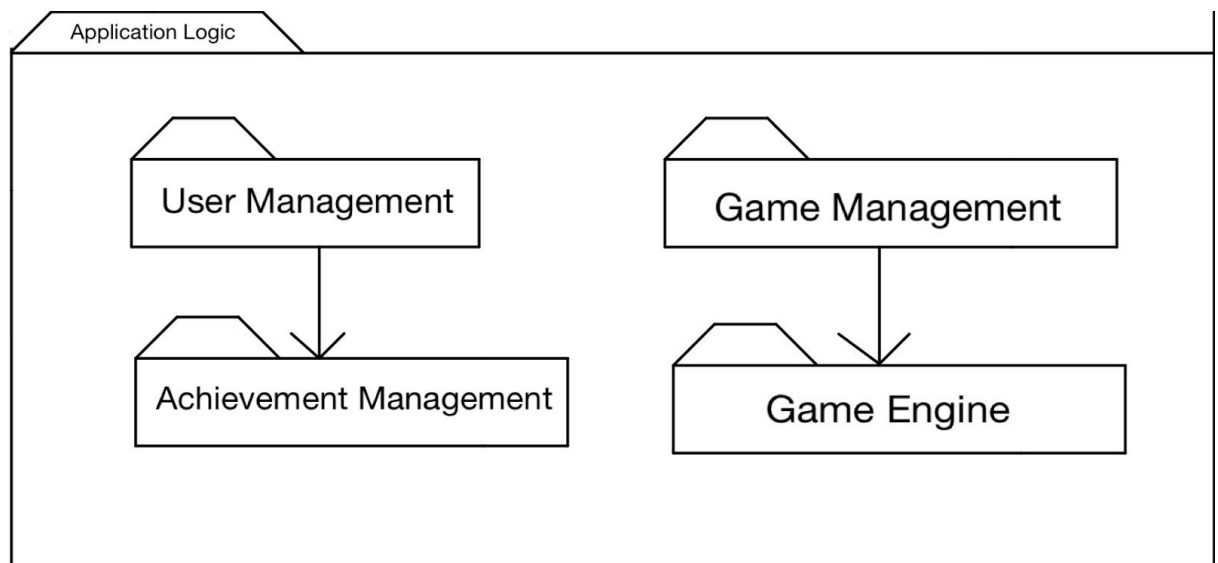 Application Logic
User Management
Game Management
Achievement Management
Game Engine